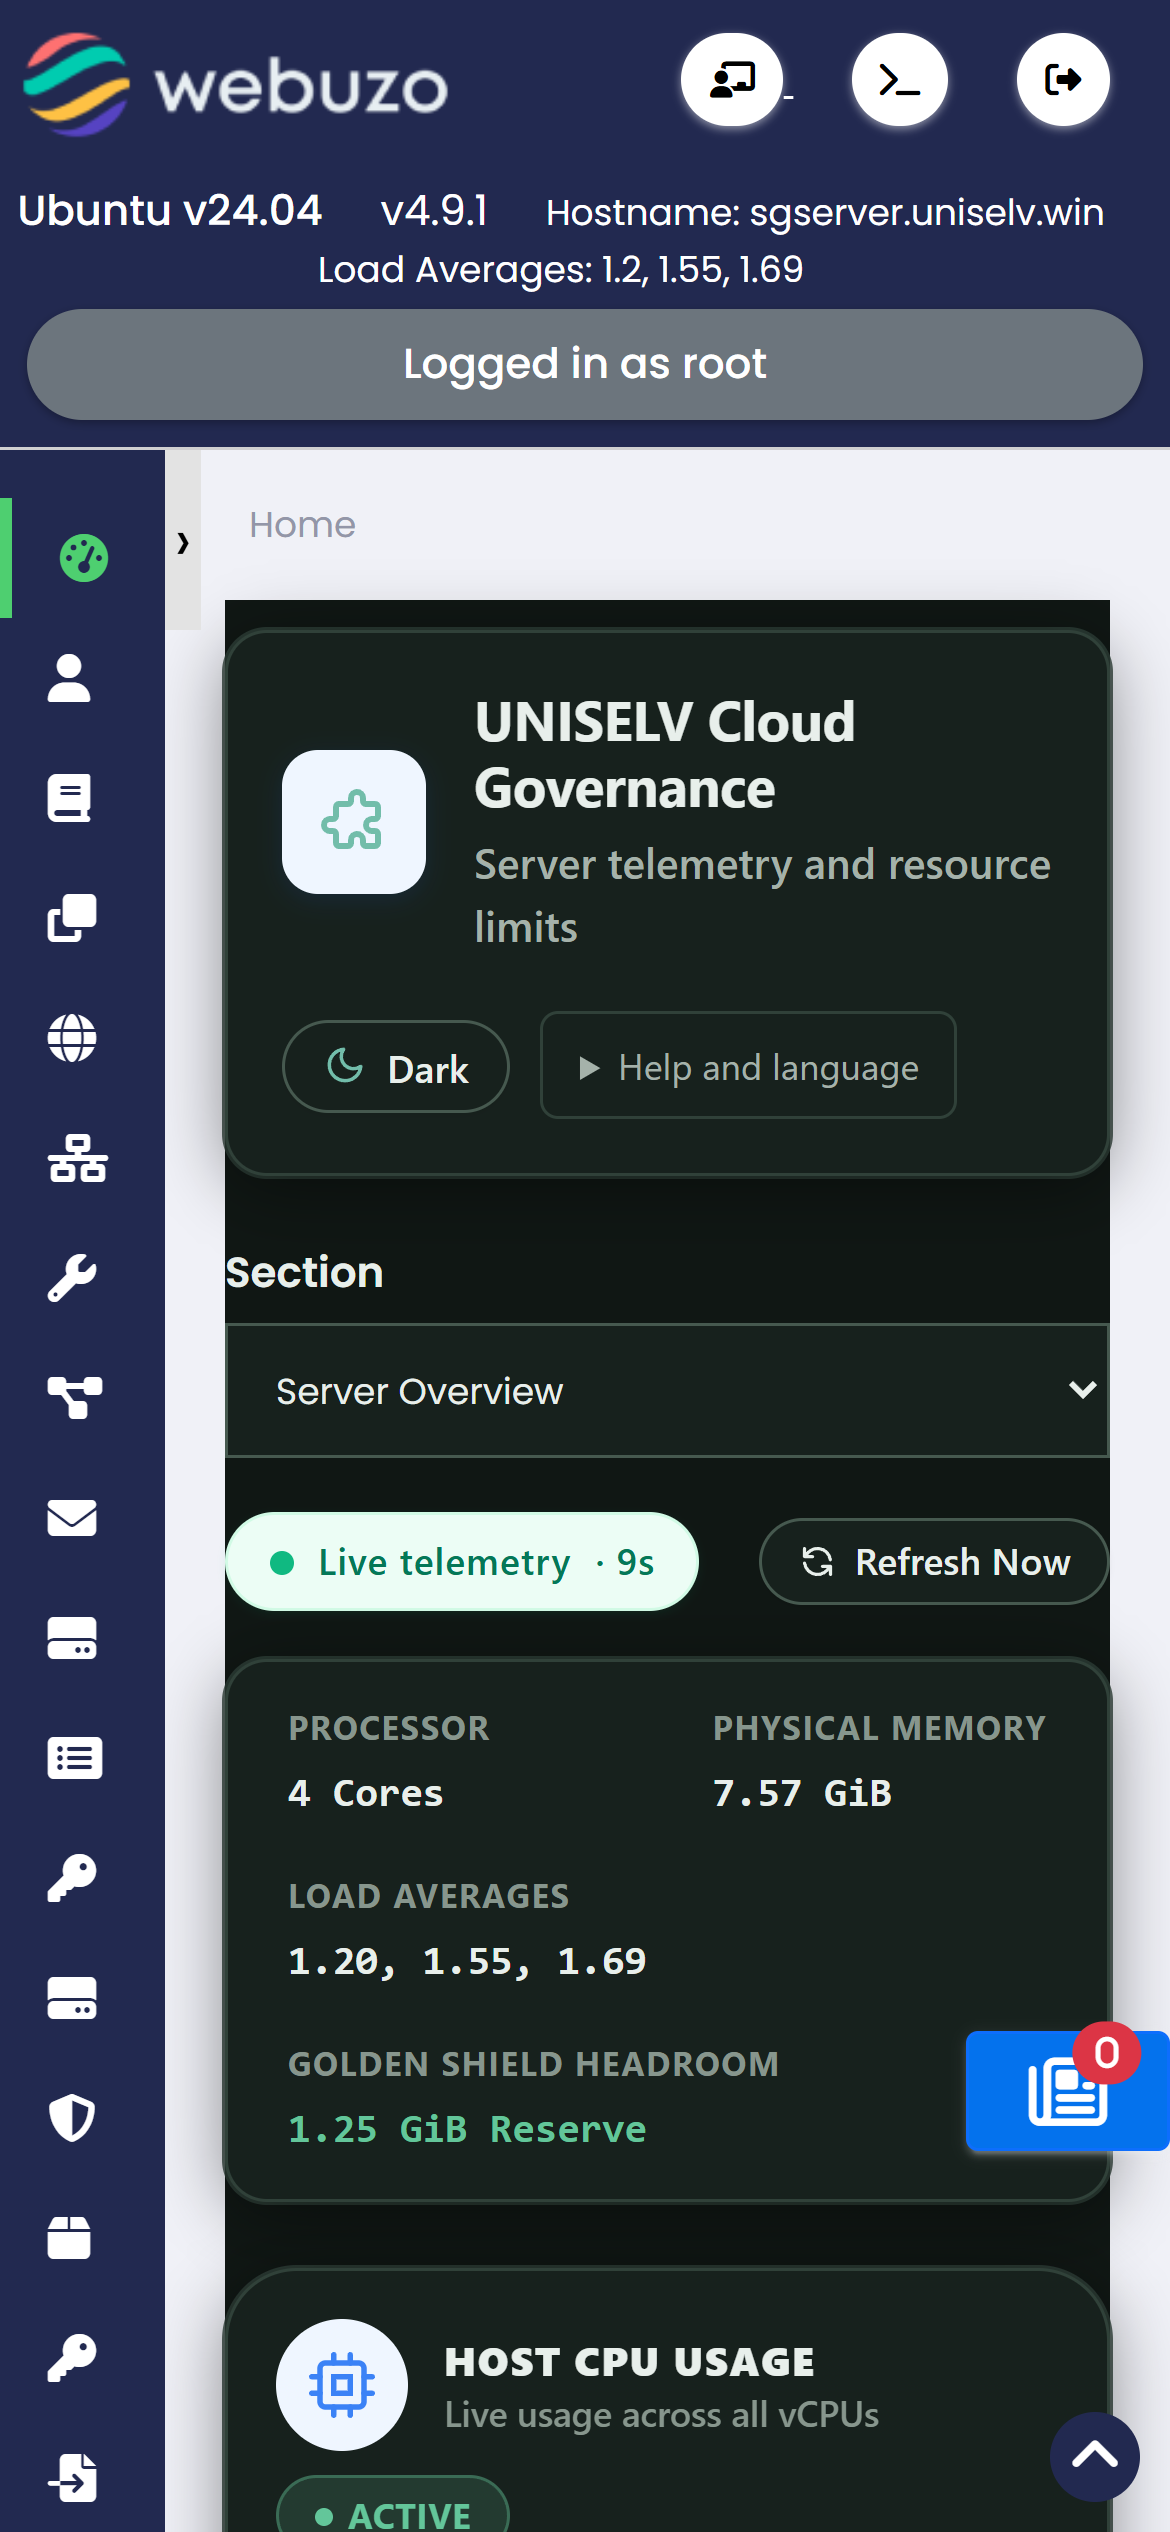 webuzo
Ubuntu v24.04 v4.9.1 Hostname: sgserver.uniselv.win
Load Averages: 1.2, 1.55, 1.69
Logged in as root
Home
UNISELV Cloud
Governance
Server telemetry and resource
limits
Dark
Help and language
Section
Server Overview
Live telemetry · 9s
Refresh Now
PROCESSOR
4 Cores
PHYSICAL MEMORY
7.57 GiB
LOAD AVERAGES
1.20, 1.55, 1.69
GOLDEN SHIELD HEADROOM
1.25 GiB Reserve
0
HOST CPU USAGE
Live usage across all vCPUs
ACTIVE